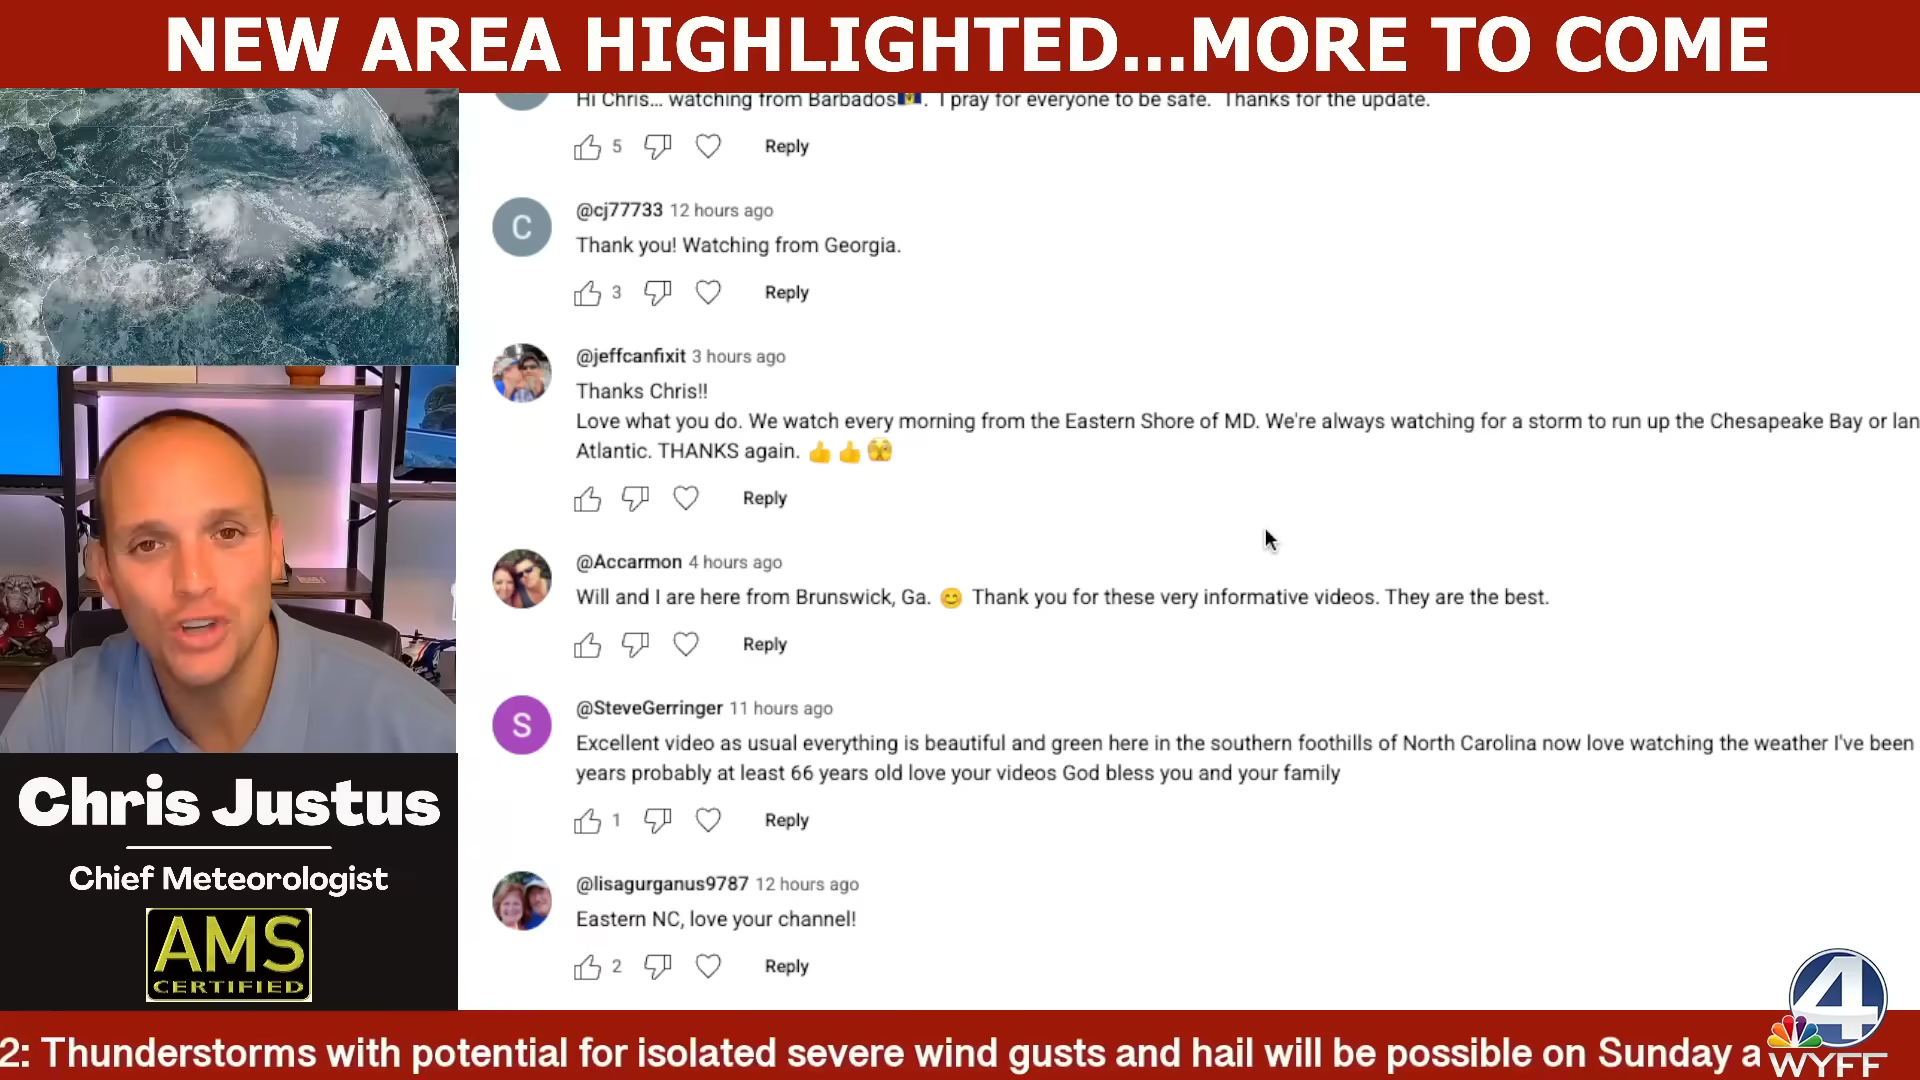 NEW AREA HIGHLIGHTED...MORE TO COME
Hi Chris... watching from Barbados🇧🇧. I pray for everyone to be safe. Thanks for the update.
5 Reply
C
@cj77733 12 hours ago
Thank you! Watching from Georgia.
3 Reply
@jeffcanfixit 3 hours ago
Thanks Chris!!
Love what you do. We watch every morning from the Eastern Shore of MD. We're always watching for a storm to run up the Chesapeake Bay or lan
Atlantic. THANKS again. 👍 👍 🫣
Reply
@Accarmon 4 hours ago
Will and I are here from Brunswick, Ga. 😊 Thank you for these very informative videos. They are the best.
Reply
S
@SteveGerringer 11 hours ago
Excellent video as usual everything is beautiful and green here in the southern foothills of North Carolina now love watching the weather I've been
years probably at least 66 years old love your videos God bless you and your family
1 Reply
@lisagurganus9787 12 hours ago
Eastern NC, love your channel!
2 Reply
Chris Justus
Chief Meteorologist
AMS
CERTIFIED
2: Thunderstorms with potential for isolated severe wind gusts and hail will be possible on Sunday a
4
WYFF